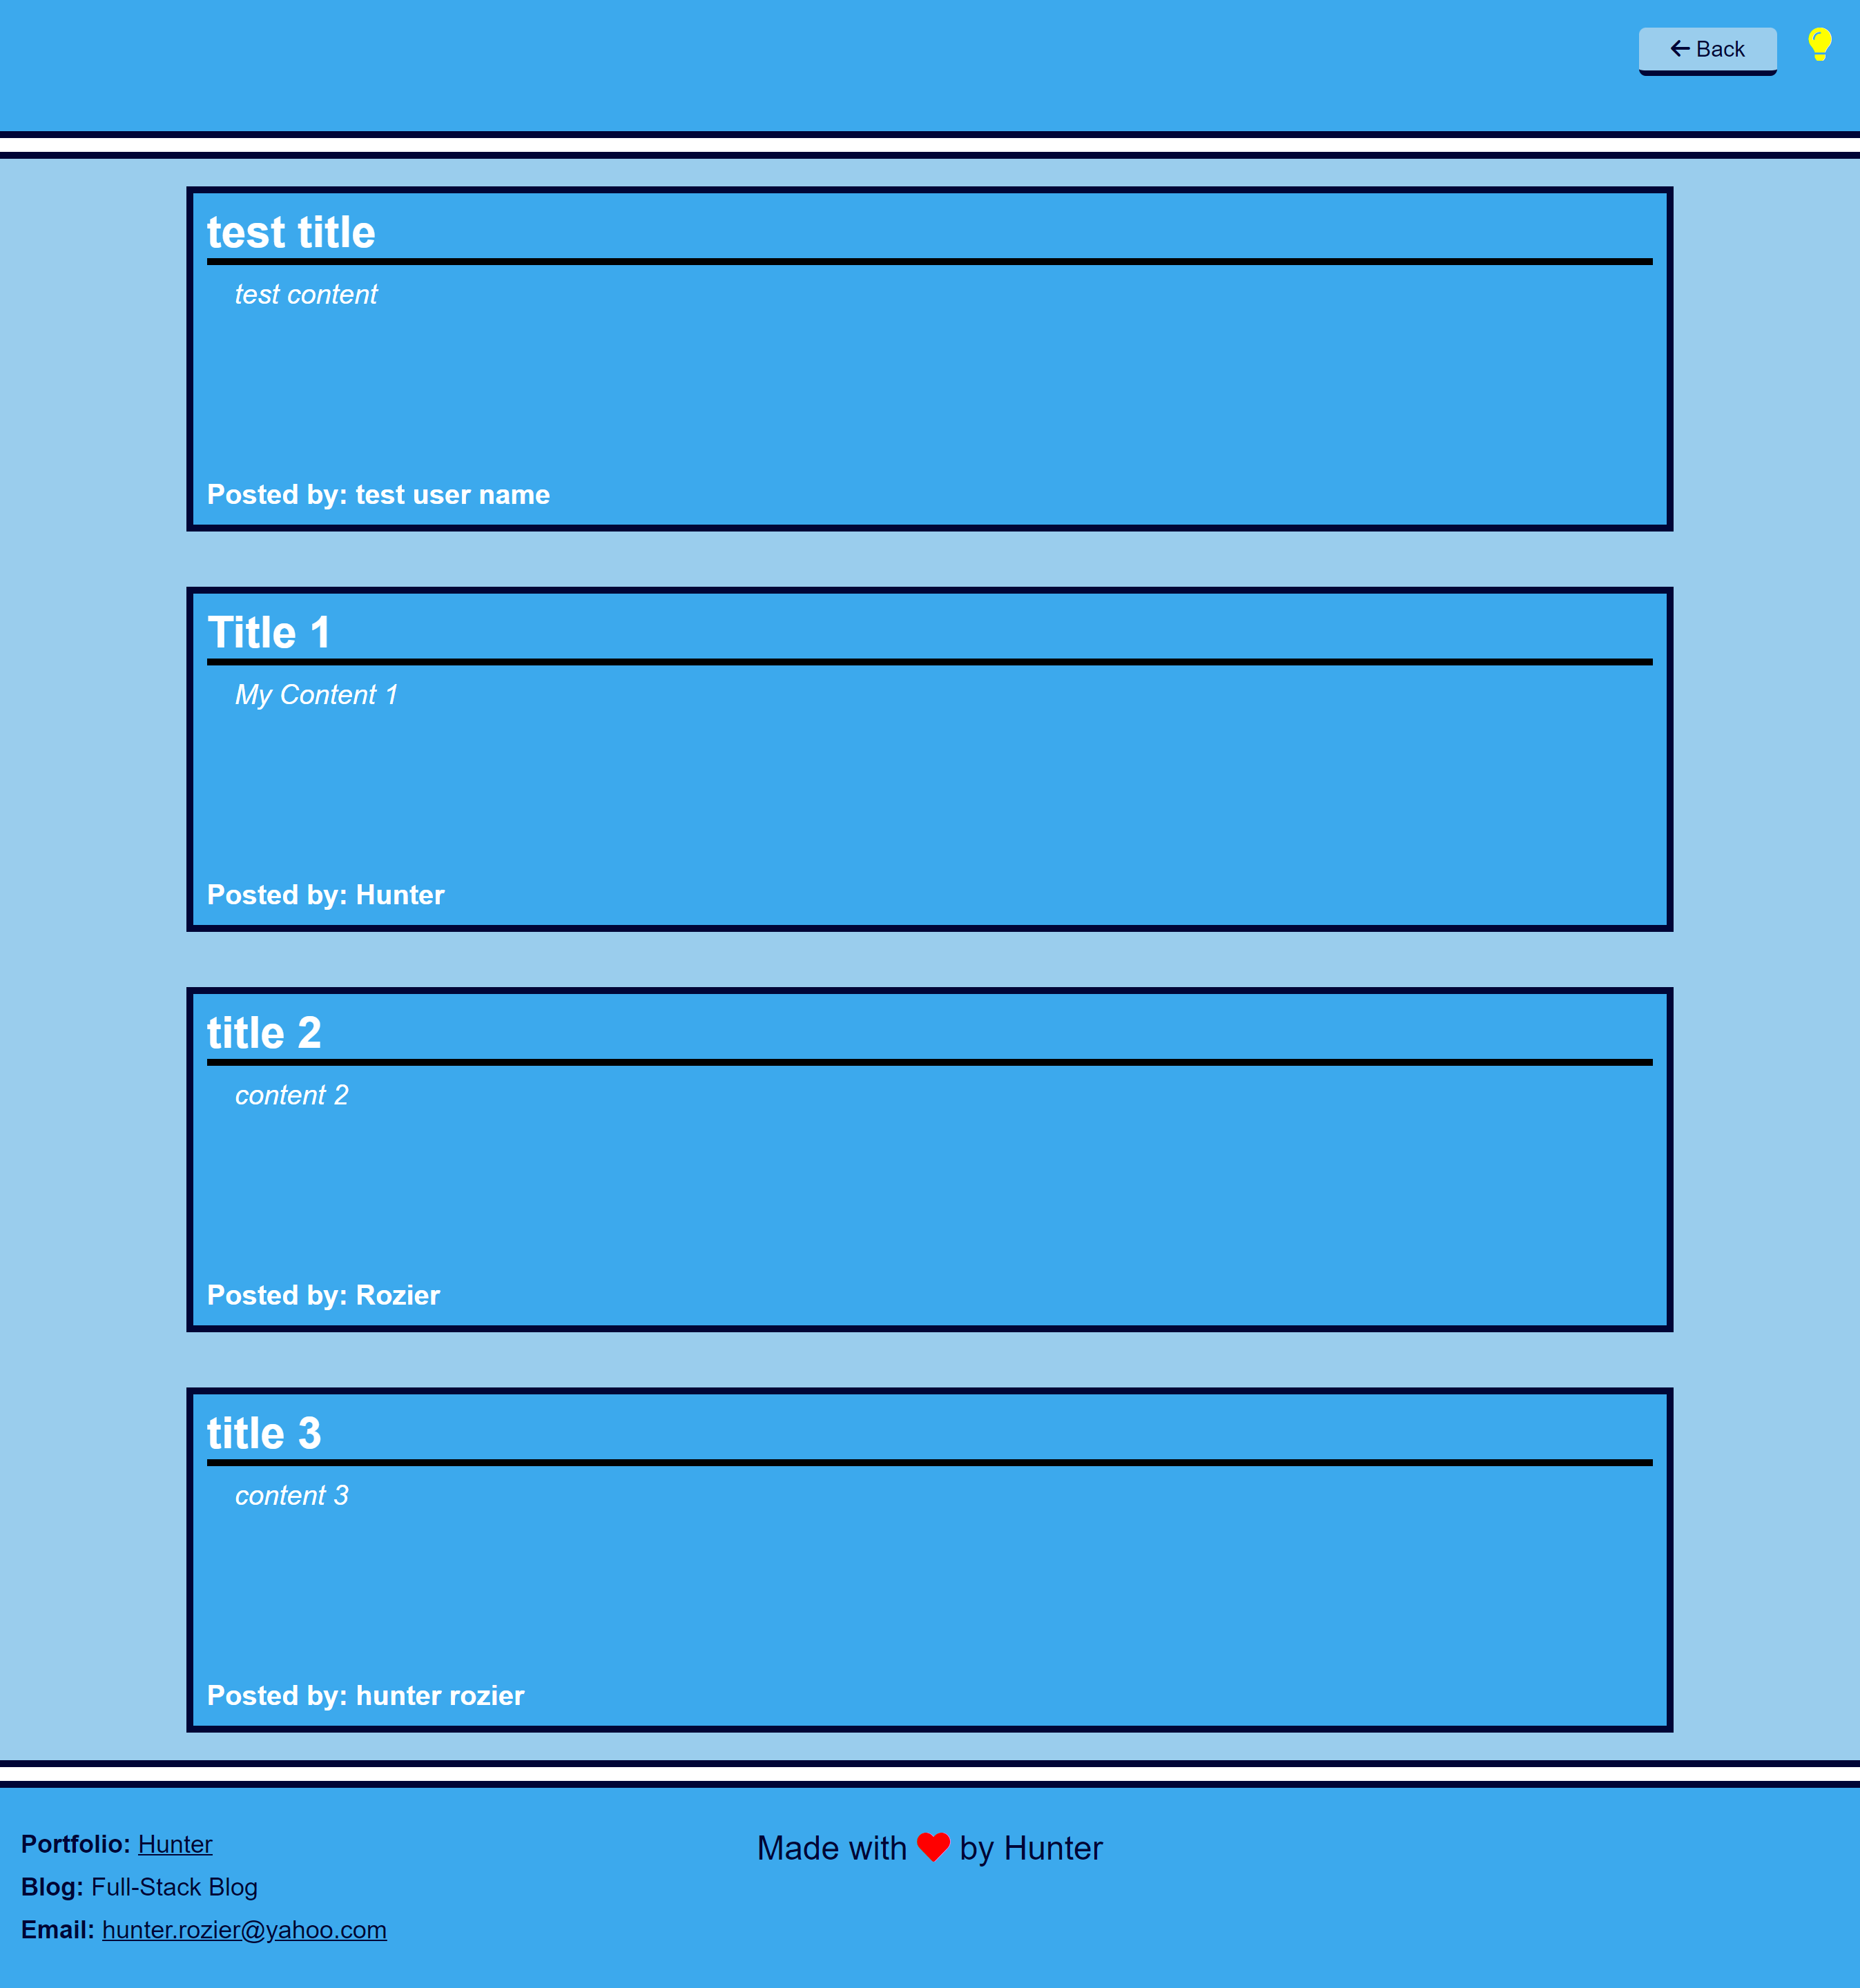 Back
test title
test content
Posted by: test user name
Title 1
My Content 1
Posted by: Hunter
title 2
content 2
Posted by: Rozier
title 3
content 3
Posted by: hunter rozier
Portfolio: Hunter
Blog: Full-Stack Blog
Email: hunter.rozier@yahoo.com
Made with by Hunter